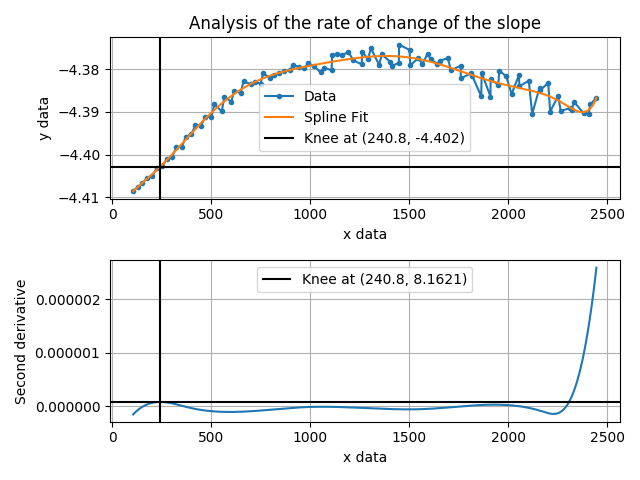 Analysis of the rate of change of the slope
−4.38
−4.39
−4.40
−4.41
y data
Data
Spline Fit
Knee at (240.8, -4.402)
0
500
1000
1500
2000
2500
x data
Knee at (240.8, 8.1621)
0.000002
0.000001
0.000000
Second derivative
0
500
1000
1500
2000
2500
x data